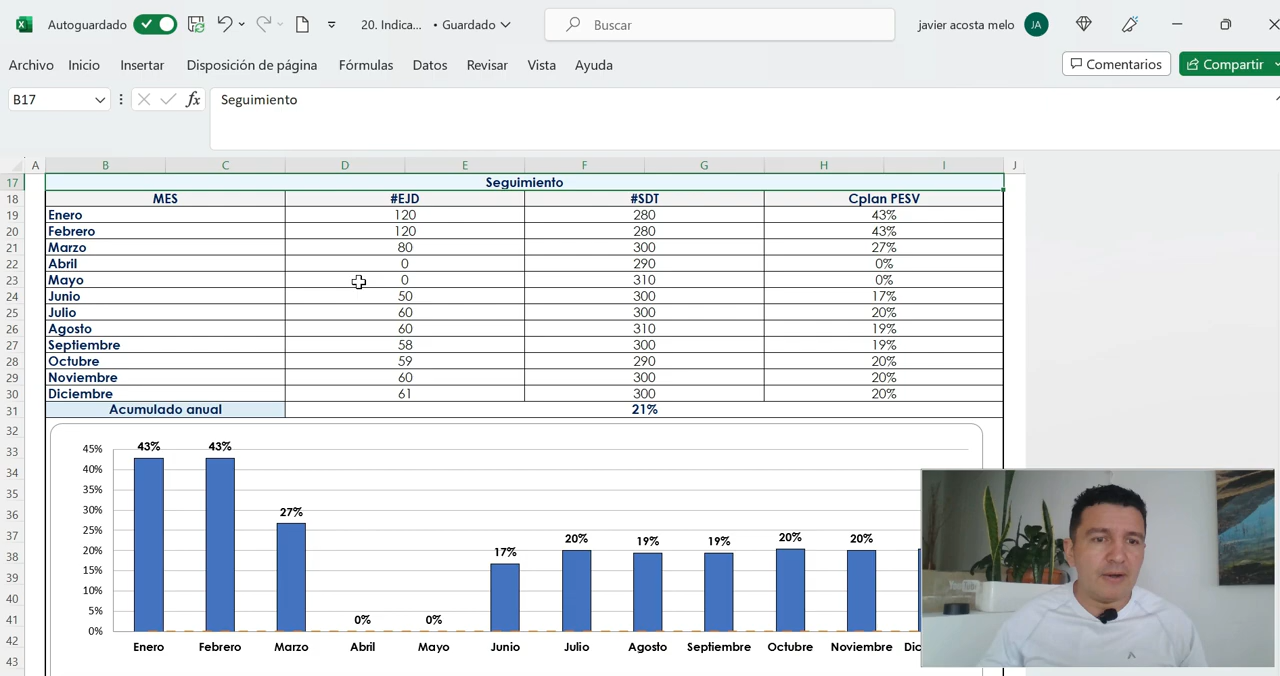 Autoguardado 20. Indica... • Guardado Buscar javier acosta melo JA
Archivo Inicio Insertar Disposición de página Fórmulas Datos Revisar Vista Ayuda Comentarios Compartir
B17 fx Seguimiento
A B C D E F G H I J
17 Seguimiento
18 MES #EJD #SDT Cplan PESV
19 Enero 120 280 43%
20 Febrero 120 280 43%
21 Marzo 80 300 27%
22 Abril 0 290 0%
23 Mayo 0 310 0%
24 Junio 50 300 17%
25 Julio 60 300 20%
26 Agosto 60 310 19%
27 Septiembre 58 300 19%
28 Octubre 59 290 20%
29 Noviembre 60 300 20%
30 Diciembre 61 300 20%
31 Acumulado anual 21%
32
33
34
35
36
37
38
39
40
41
42
43
45%
40%
35%
30%
25%
20%
15%
10%
5%
0%
43% 43% 27% 0% 0% 17% 20% 19% 19% 20% 20%
Enero Febrero Marzo Abril Mayo Junio Julio Agosto Septiembre Octubre Noviembre Dic
YouTube